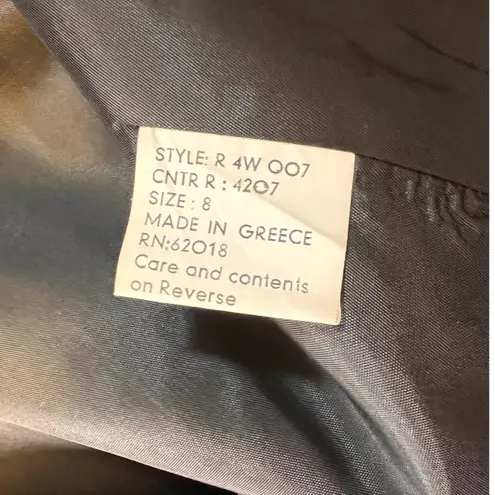 STYLE: R 4W 007
CNTR R : 4207
SIZE : 8
MADE IN GREECE
RN:62018
Care and contents
on Reverse